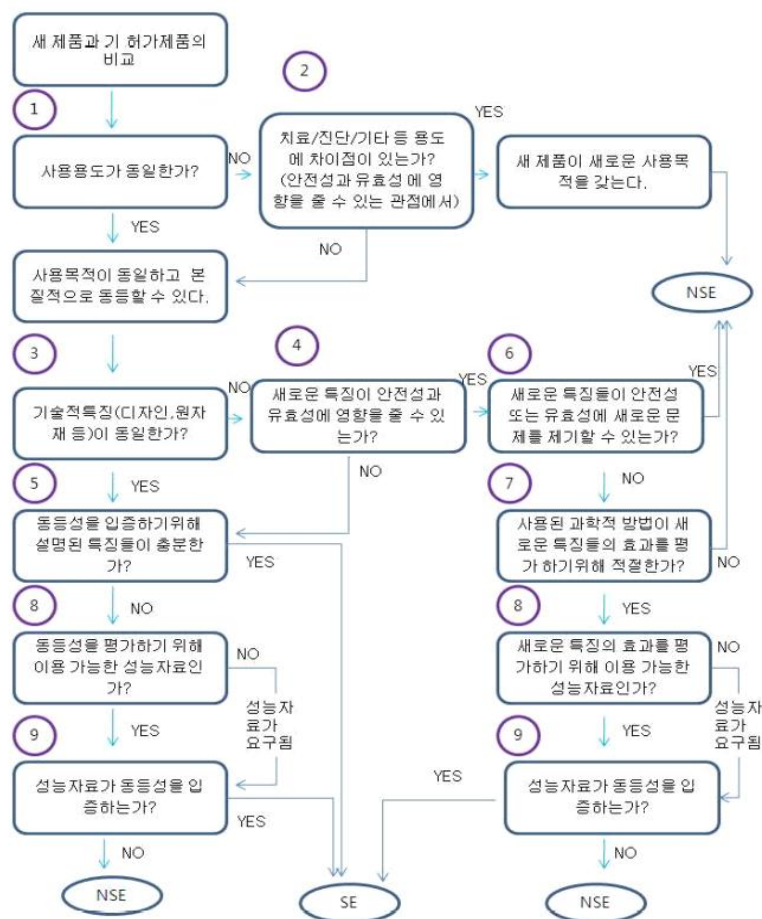 새 제품과 기 허가제품의
비교
1
2
사용용도가 동일한가?
NO
치료/진단/기타 등 용도
에 차이점이 있는가?
(안전성과 유효성 에 영
향을 줄 수 있는 관점에서)
YES
새 제품이 새로운 사용목
적을 갖는다.
YES
NO
사용목적이 동일하고 본
질적으로 동등할 수 있다.
NSE
3
4
6
기술적특징(디자인,원자
재 등)이 동일한가?
NO
새로운 특징이 안전성과
유효성에 영향을 줄 수 있
는가?
YES
새로운 특징들이 안전성
또는 유효성에 새로운 문
제를 제기할 수 있는가?
YES
5
YES
NO
7
NO
동등성을 입증하기위해
설명된 특징들이 충분한
가?
YES
사용된 과학적 방법이 새
로운 특징들의 효과를 평
가 하기위해 적절한가?
NO
8
NO
8
YES
동등성을 평가하기 위해
이용 가능한 성능자료인
가?
NO
성능자
료가
요구됨
새로운 특징의 효과를 평
가하기 위해 이용 가능한
성능자료인가?
NO
성능자
료가
요구됨
9
YES
9
YES
성능자료가 동등성을 입
증하는가?
YES
YES
성능자료가 동등성을 입
증하는가?
NO
NO
NSE
SE
NSE